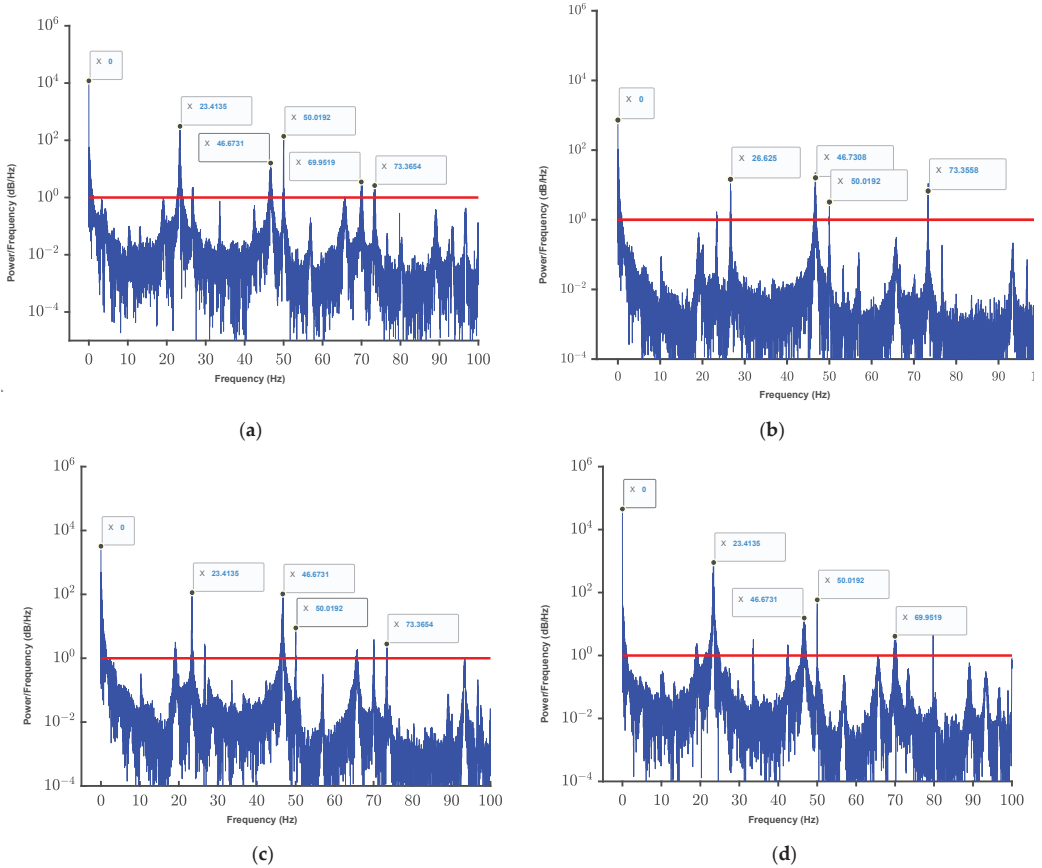 10^6
10^4
10^2
10^0
10^-2
10^-4
Power/Frequency (dB/Hz)
X 0
X 23.4135
X 50.0192
X 46.6731
X 69.9519
X 73.3654
0 10 20 30 40 50 60 70 80 90 100
Frequency (Hz)
(a)
10^6
10^4
10^2
10^0
10^-2
10^-4
Power/Frequency (dB/Hz)
X 0
X 26.625
X 46.7308
X 50.0192
X 73.3558
0 10 20 30 40 50 60 70 80 90 1
Frequency (Hz)
(b)
10^6
10^4
10^2
10^0
10^-2
10^-4
Power/Frequency (dB/Hz)
X 0
X 23.4135
X 46.6731
X 50.0192
X 73.3654
0 10 20 30 40 50 60 70 80 90 100
Frequency (Hz)
(c)
10^6
10^4
10^2
10^0
10^-2
10^-4
Power/Frequency (dB/Hz)
X 0
X 23.4135
X 50.0192
X 46.6731
X 69.9519
0 10 20 30 40 50 60 70 80 90 100
Frequency (Hz)
(d)